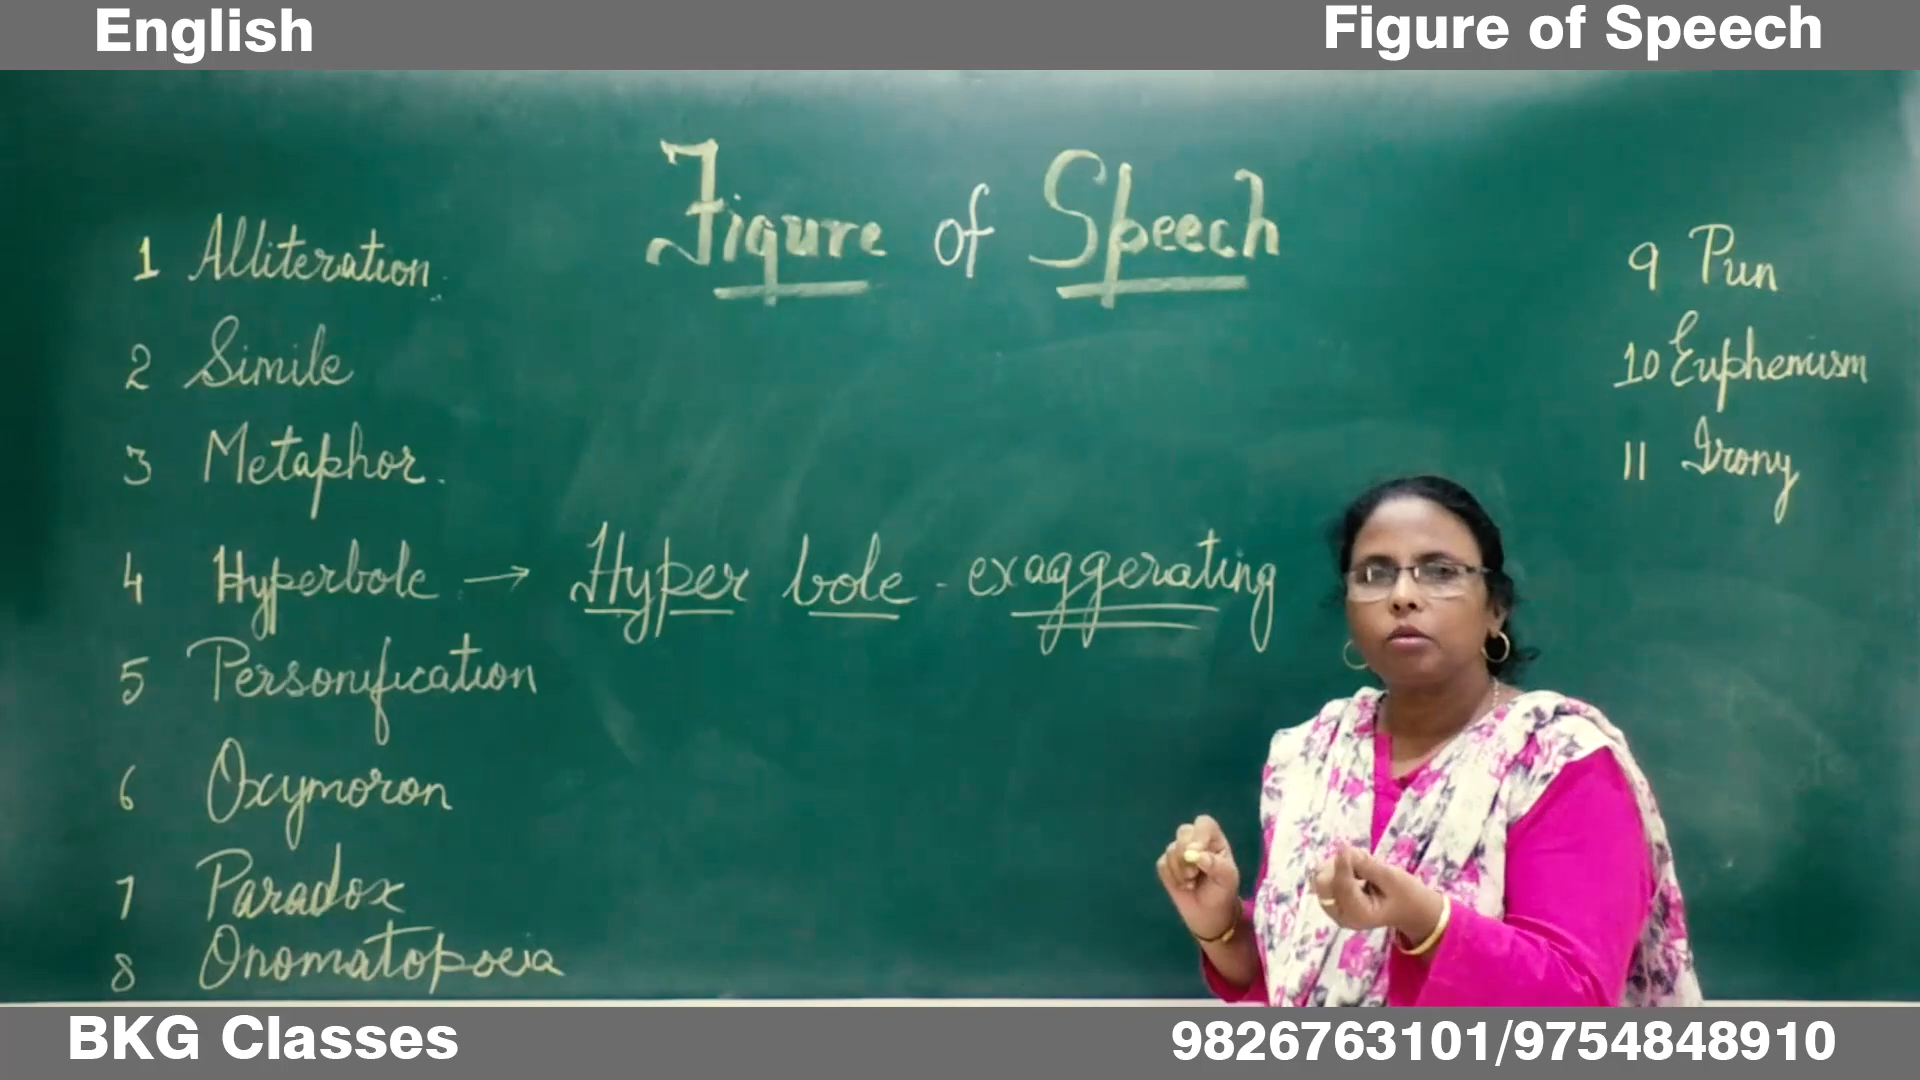 English
Figure of Speech
Figure of Speech
1 Alliteration
2 Simile
3 Metaphor
4 Hyperbole → Hyper bole - exaggerating
5 Personification
6 Oxymoron
7 Paradox
8 Onomatopoeia
9 Pun
10 Euphemism
11 Irony
BKG Classes
9826763101/9754848910